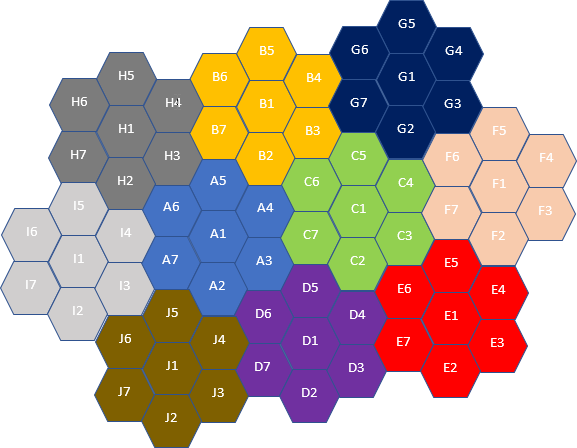 G5
B5 G6 G4
H5 B6 B4 G1
H6 H4 B1 G7 G3
H1 B7 B3 G2 F5
H7 H3 B2 C5 F6 F4
H2 A5 C6 C4 F1
I5 A6 A4 C1 F7 F3
I6 I4 A1 C7 C3 F2
I1 A7 A3 C2 E5
I7 I3 A2 D5 E6 E4
I2 J5 D6 D4 E1
J6 J4 D1 E7 E3
J1 D7 D3 E2
J7 J3 D2
J2